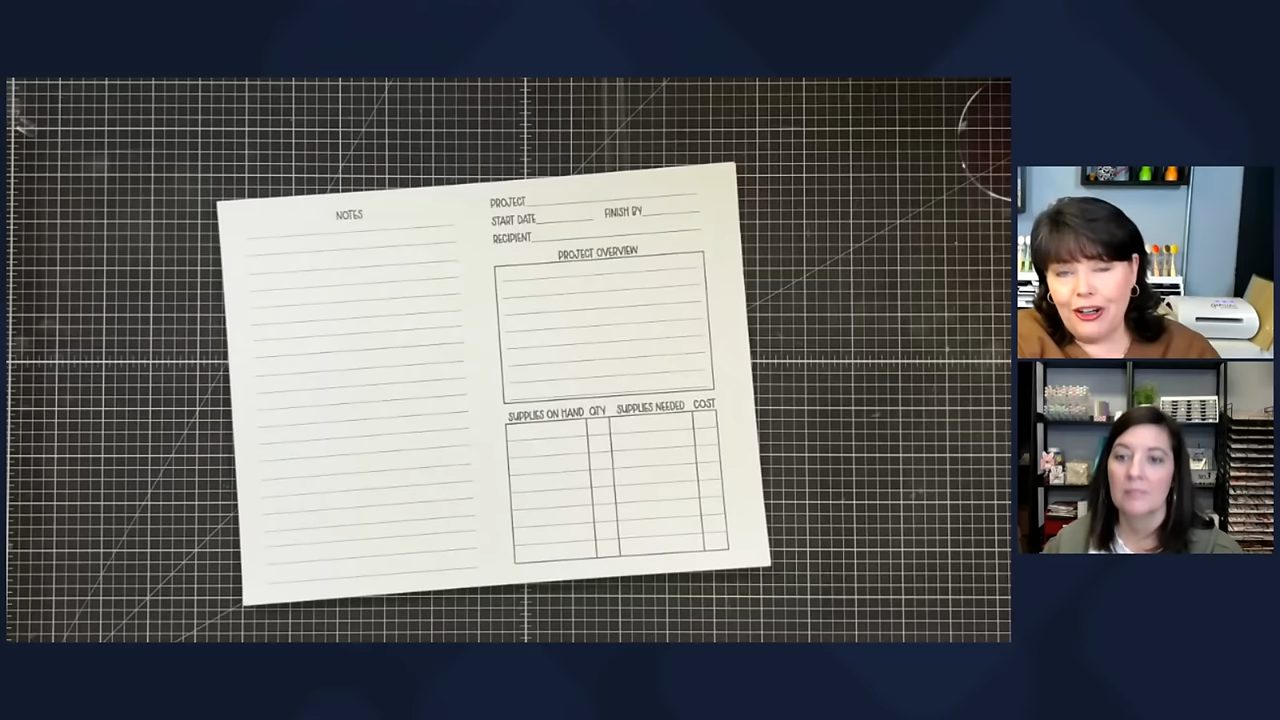 NOTES
PROJECT
START DATE FINISH BY
RECIPIENT
PROJECT OVERVIEW
SUPPLIES ON HAND QTY SUPPLIES NEEDED COST